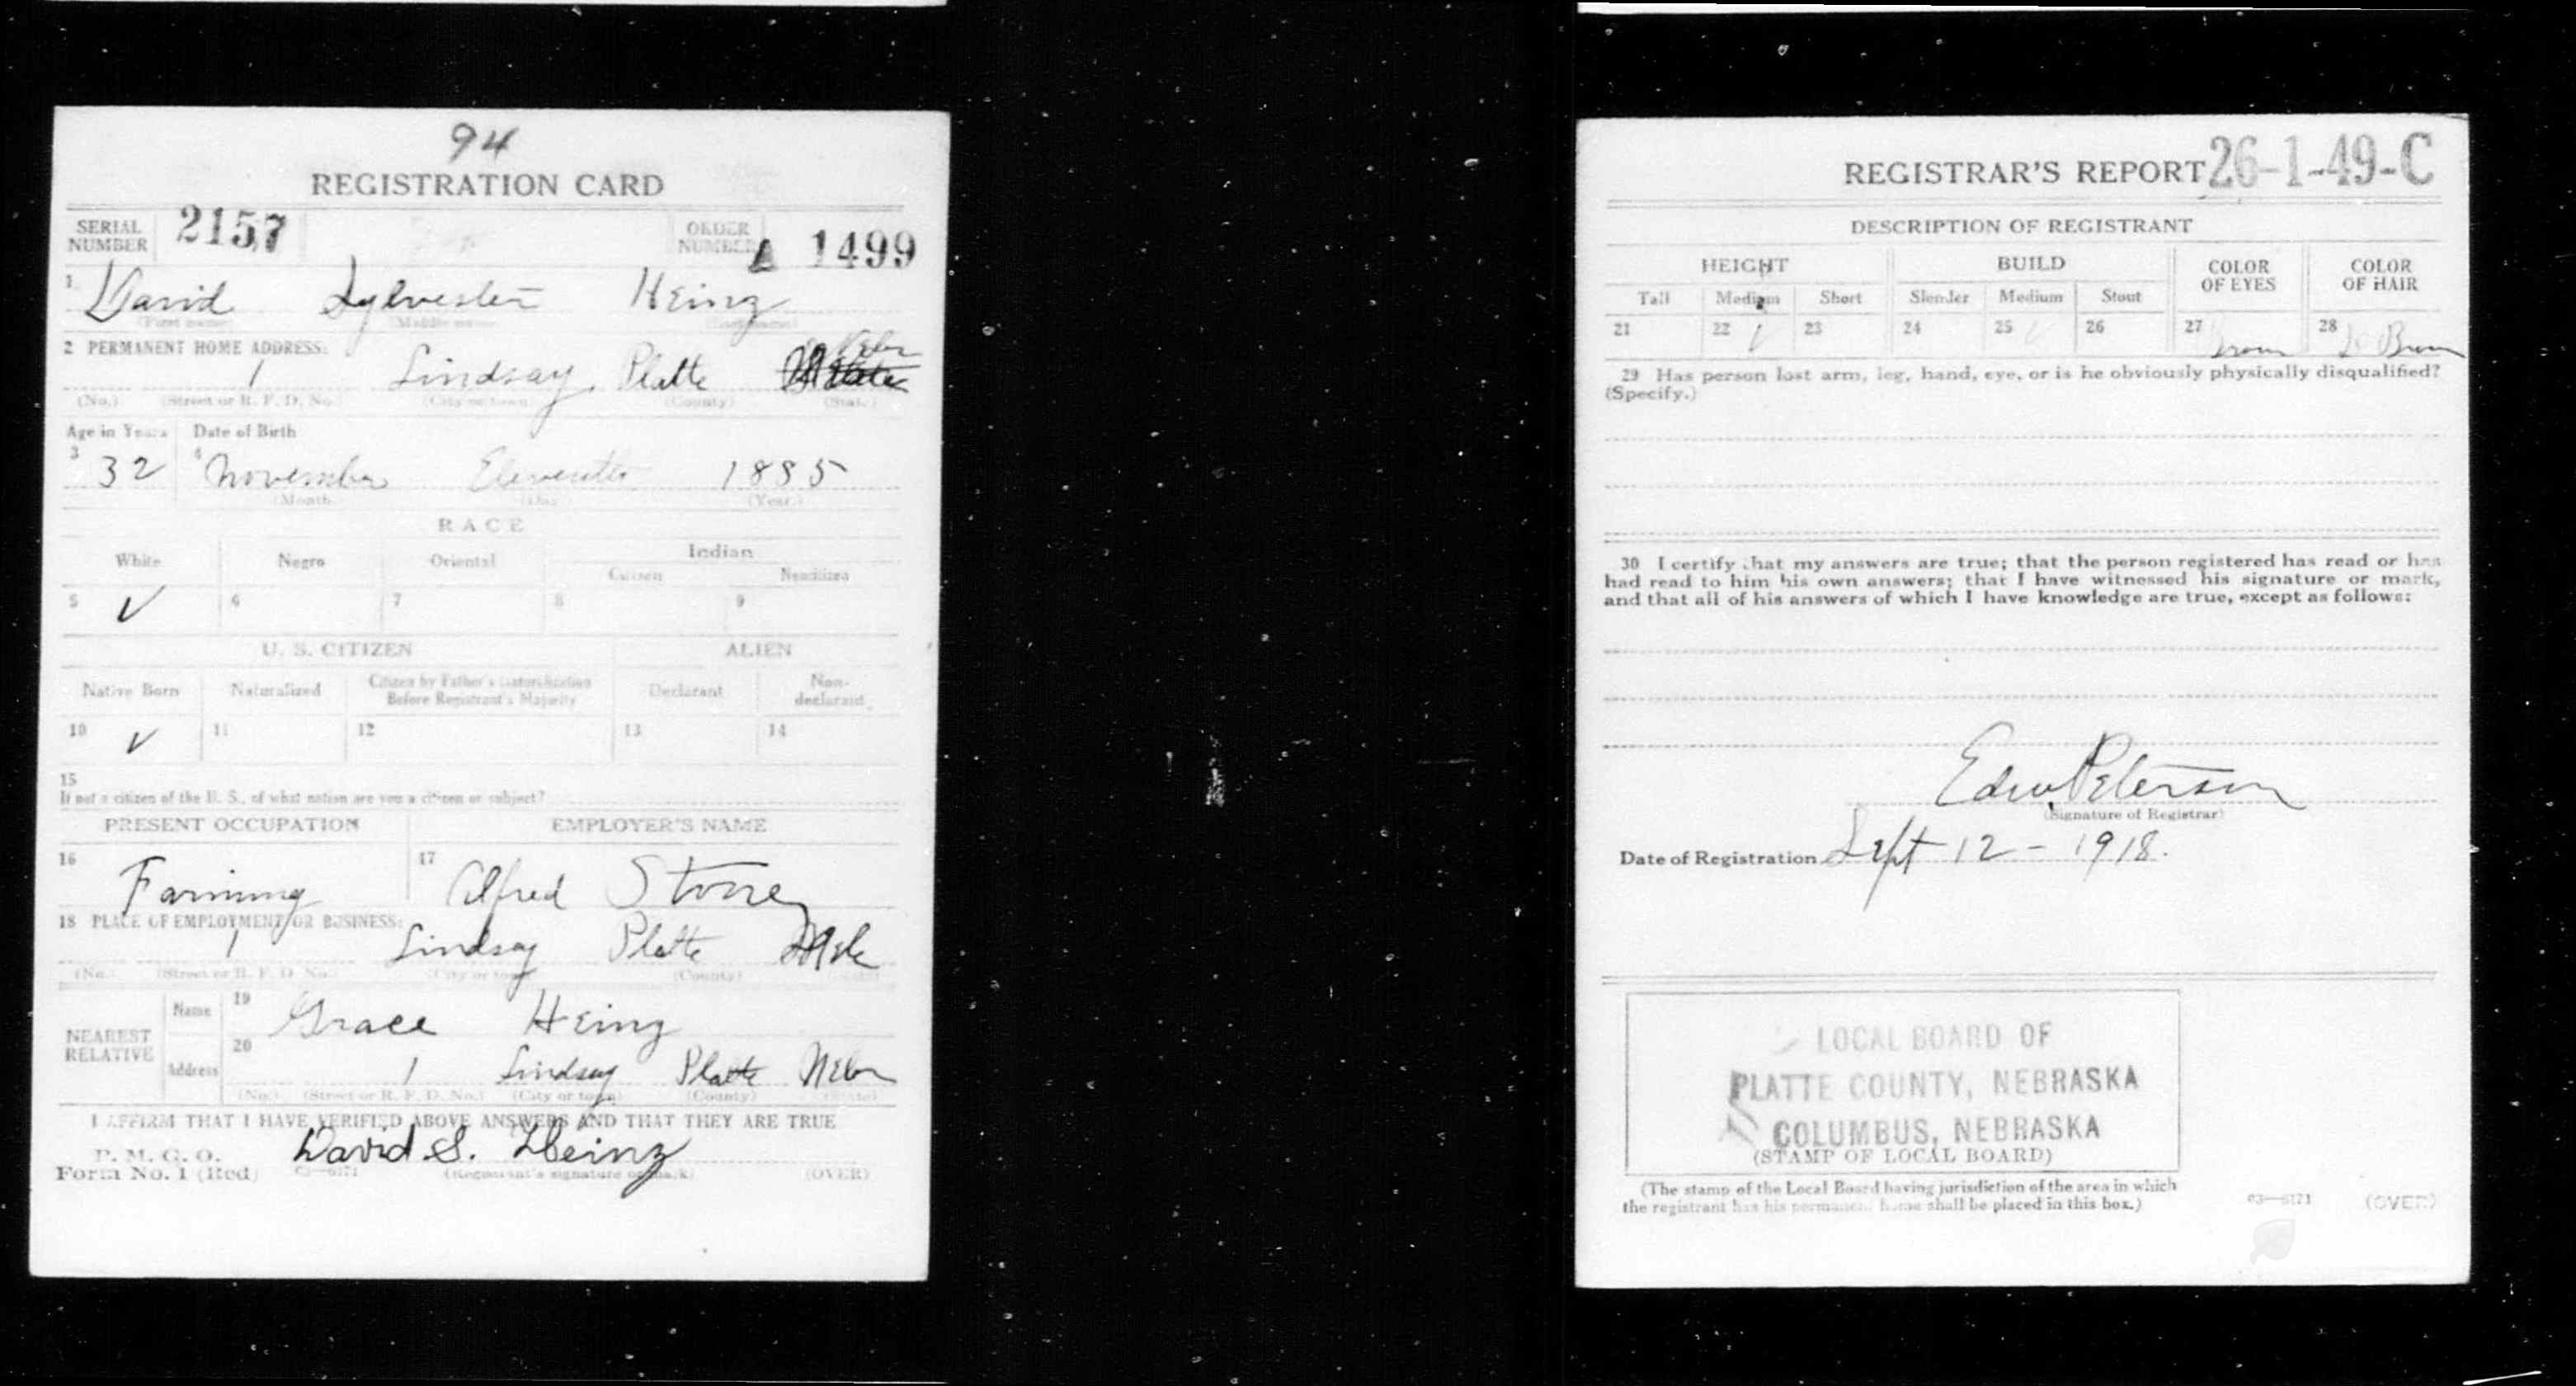 94
REGISTRATION CARD
SERIAL NUMBER 2157 ORDER NUMBER A 1499
1 David Sylvester Heinz
(First name) (Middle name) (Last name)
2 PERMANENT HOME ADDRESS:
1 Lindsay Platte Nebr
(No.) (Street or R. F. D. No.) (City or town) (County) (State)
Age in Years Date of Birth
3 32 4 November Eleventh 1885
(Month) (Day) (Year)
RACE
White Negro Oriental Indian
Citizen Noncitizen
5 ✓ 6 7 8 9
U. S. CITIZEN ALIEN
Native Born Naturalized Citizen by Father's Naturalization Before Registrant's Majority Declarant Non-declarant
10 ✓ 11 12 13 14
15
If not a citizen of the U. S., of what nation are you a citizen or subject?
PRESENT OCCUPATION EMPLOYER'S NAME
16 Farming 17 Alfred Stone
18 PLACE OF EMPLOYMENT OR BUSINESS:
1 Lindsay Platte
(No.) (Street or R. F. D. No.) (City or town) (County) (State)
NEAREST RELATIVE
Name 19 Grace Heinz
Address 20 1 Lindsay Platte Nebr
(No.) (Street or R. F. D. No.) (City or town) (County) (State)
I AFFIRM THAT I HAVE VERIFIED ABOVE ANSWERS AND THAT THEY ARE TRUE
P. M. G. O.
Form No. 1 (Red) 03—6171 David S. Heinz
(Registrant's signature or mark) (OVER)
REGISTRAR'S REPORT 26-1-49-C
DESCRIPTION OF REGISTRANT
HEIGHT BUILD COLOR OF EYES COLOR OF HAIR
Tall Medium Short Slender Medium Stout
21 22 ✓ 23 24 25 ✓ 26 27 Brown 28 Brown
29 Has person lost arm, leg, hand, eye, or is he obviously physically disqualified?
(Specify.)
30 I certify that my answers are true; that the person registered has read or has
had read to him his own answers; that I have witnessed his signature or mark,
and that all of his answers of which I have knowledge are true, except as follows:
Edw. Peterson
(Signature of Registrar)
Date of Registration Sept 12 - 1918.
LOCAL BOARD OF
PLATTE COUNTY, NEBRASKA
COLUMBUS, NEBRASKA
(STAMP OF LOCAL BOARD)
(The stamp of the Local Board having jurisdiction of the area in which
the registrant has his permanent home shall be placed in this box.)
03—6171 (OVER)